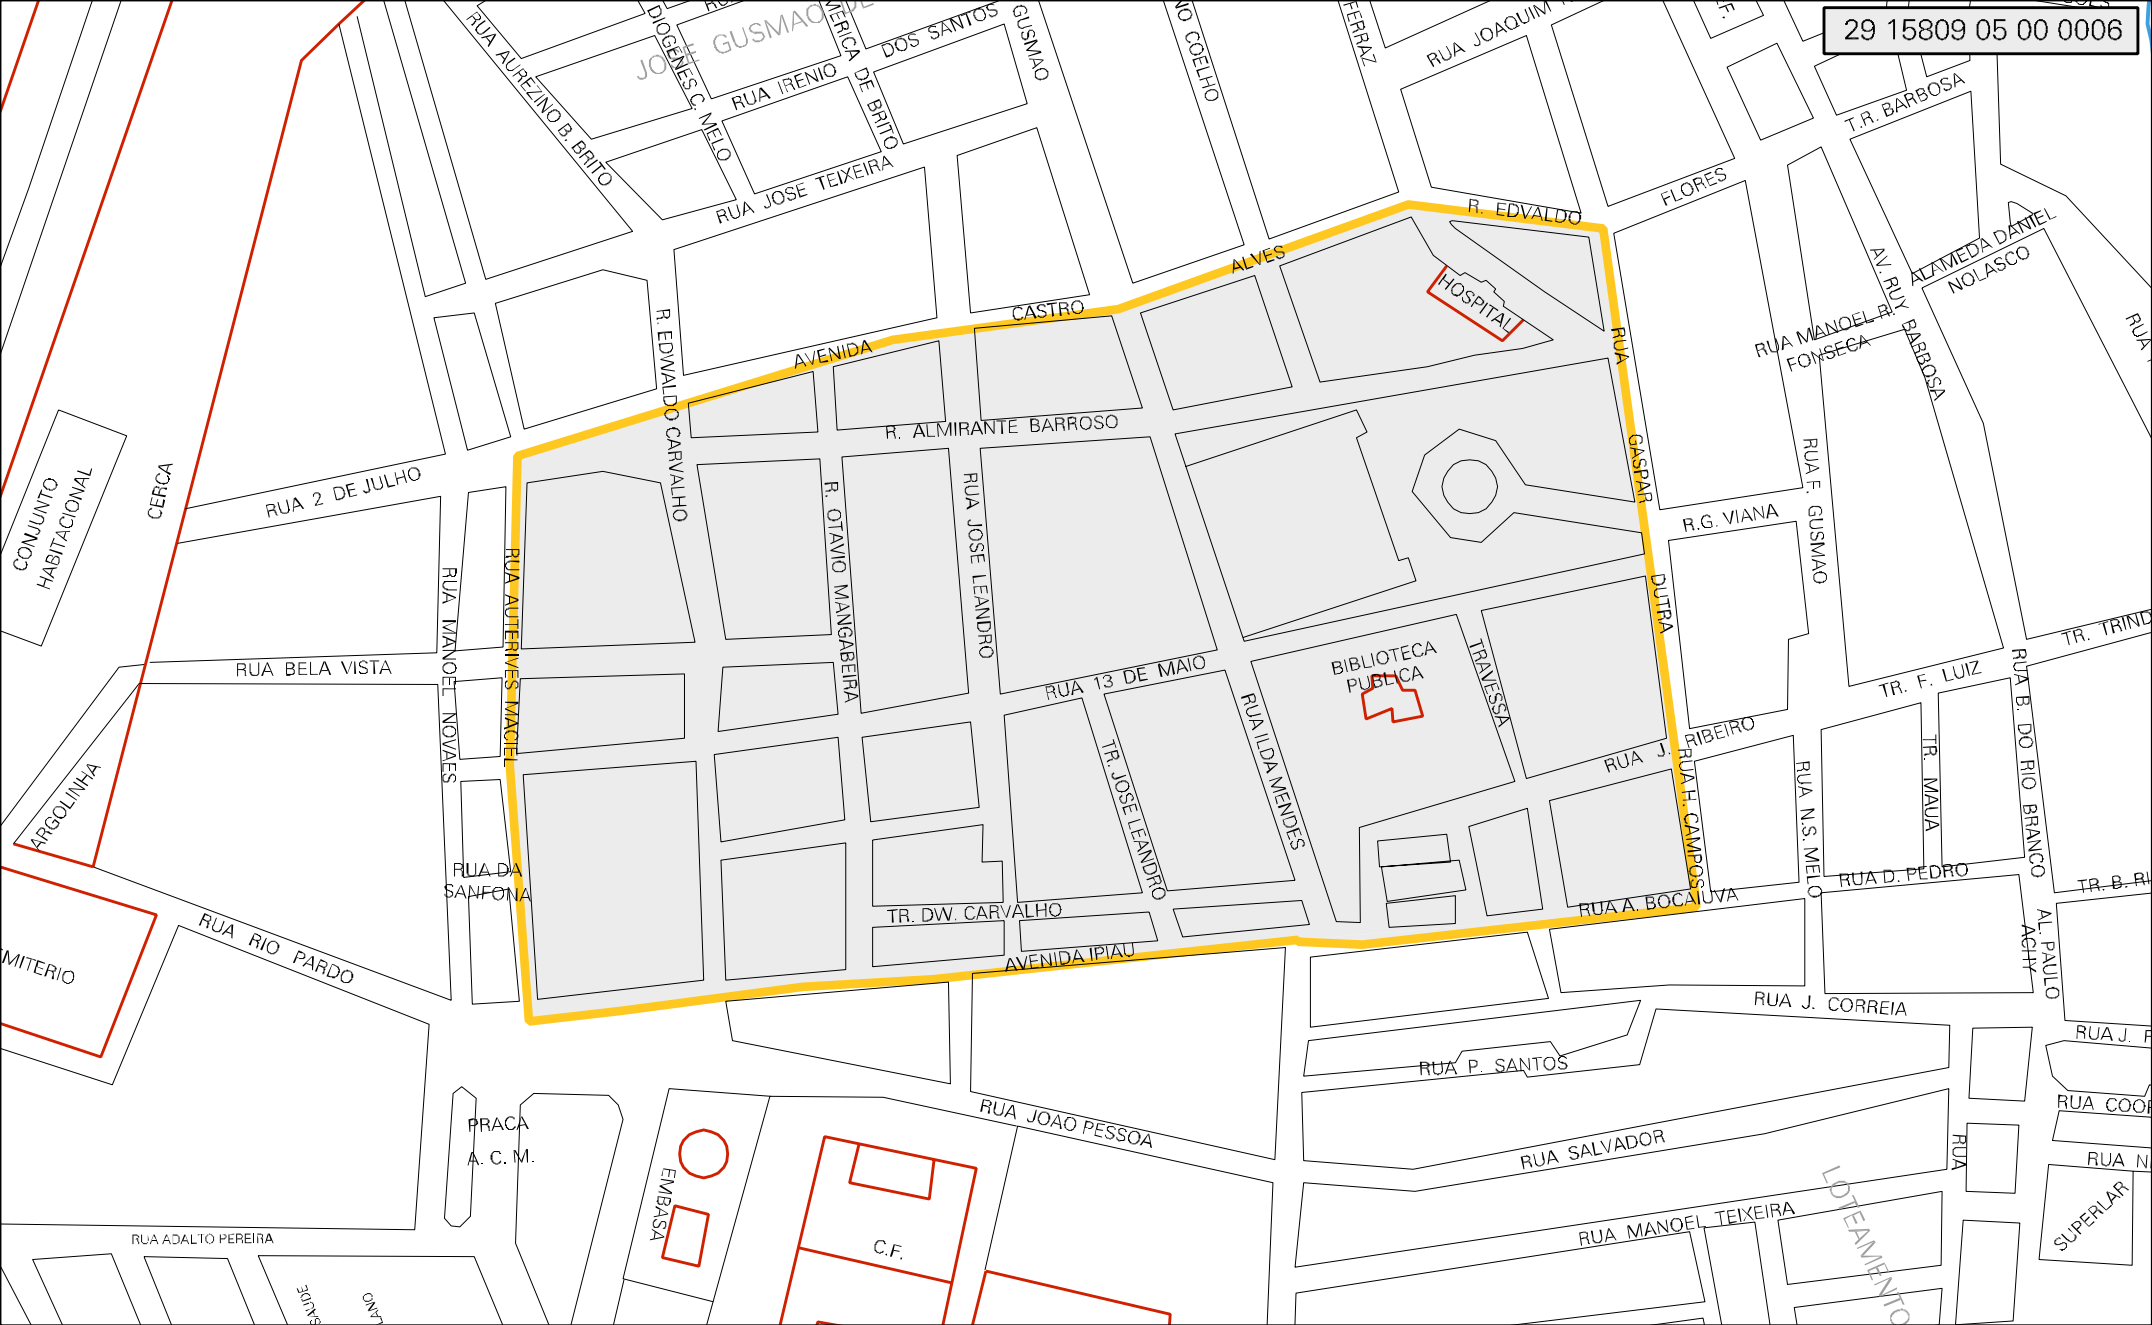 29 15809 05 00 0006
JOSE GUSMAO DE
RUA AUREZINO B. BRITO
DIOGENES C. MELO
RUA IRENIO
DOS SANTOS
AMERICA DE BRITO
GUSMAO
NO COELHO
FERRAZ
RUA JOAQUIM
T.R. BARBOSA
RUA JOSE TEIXEIRA
FLORES
R. EDVALDO
ALAMEDA DANIEL
NOLASCO
AV. RUY BARBOSA
ALVES
CASTRO
AVENIDA
HOSPITAL
RUA
GASPAR
DUTRA
RUA MANOEL R.
FONSECA
RUA
R. EDWALDO CARVALHO
R. ALMIRANTE BARROSO
RUA 2 DE JULHO
CERCA
CONJUNTO
HABITACIONAL
RUA F. GUSMAO
R.G. VIANA
R. OTAVIO MANGABEIRA
RUA JOSE LEANDRO
RUA AUTERIVES MACIEL
RUA MANOEL NOVAES
RUA BELA VISTA
RUA 13 DE MAIO
BIBLIOTECA
PUBLICA
TRAVESSA
TR. TRIND
TR. F. LUIZ
RUA B. DO RIO BRANCO
RUA J. RIBEIRO
RUA H. CAMPOS
RUA ILDA MENDES
TR. JOSE LEANDRO
TR. MAUA
RUA N.S. MELO
ARGOLINHA
RUA DA
SANFONA
RUA D. PEDRO
TR. B. RI
RUA A. BOCAIUVA
TR. DW. CARVALHO
AVENIDA IPIAU
AL. PAULO
ACHY
RUA RIO PARDO
MITERIO
RUA J. CORREIA
RUA J. F
RUA P. SANTOS
RUA COOP
RUA JOAO PESSOA
PRACA
A. C. M.
RUA SALVADOR
RUA
RUA N
EMBASA
LOTEAMENTO
SUPERLAR
RUA MANOEL TEIXEIRA
RUA ADALTO PEREIRA
C.F.
SAUDE
LANO